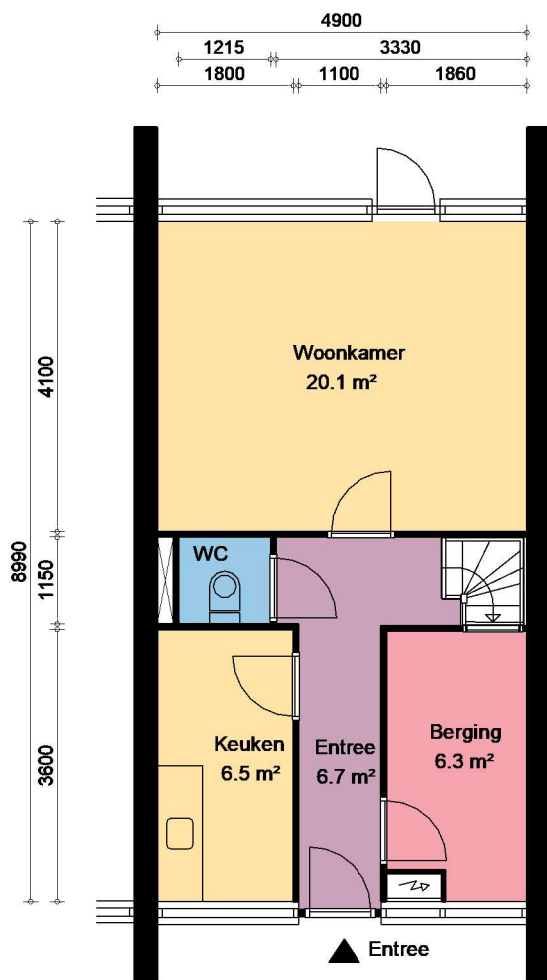 4900
1215 3330
1800 1100 1860
Woonkamer
20.1 m²
4100
8990
1150
3600
WC
Keuken
6.5 m²
Entree
6.7 m²
Berging
6.3 m²
Entree